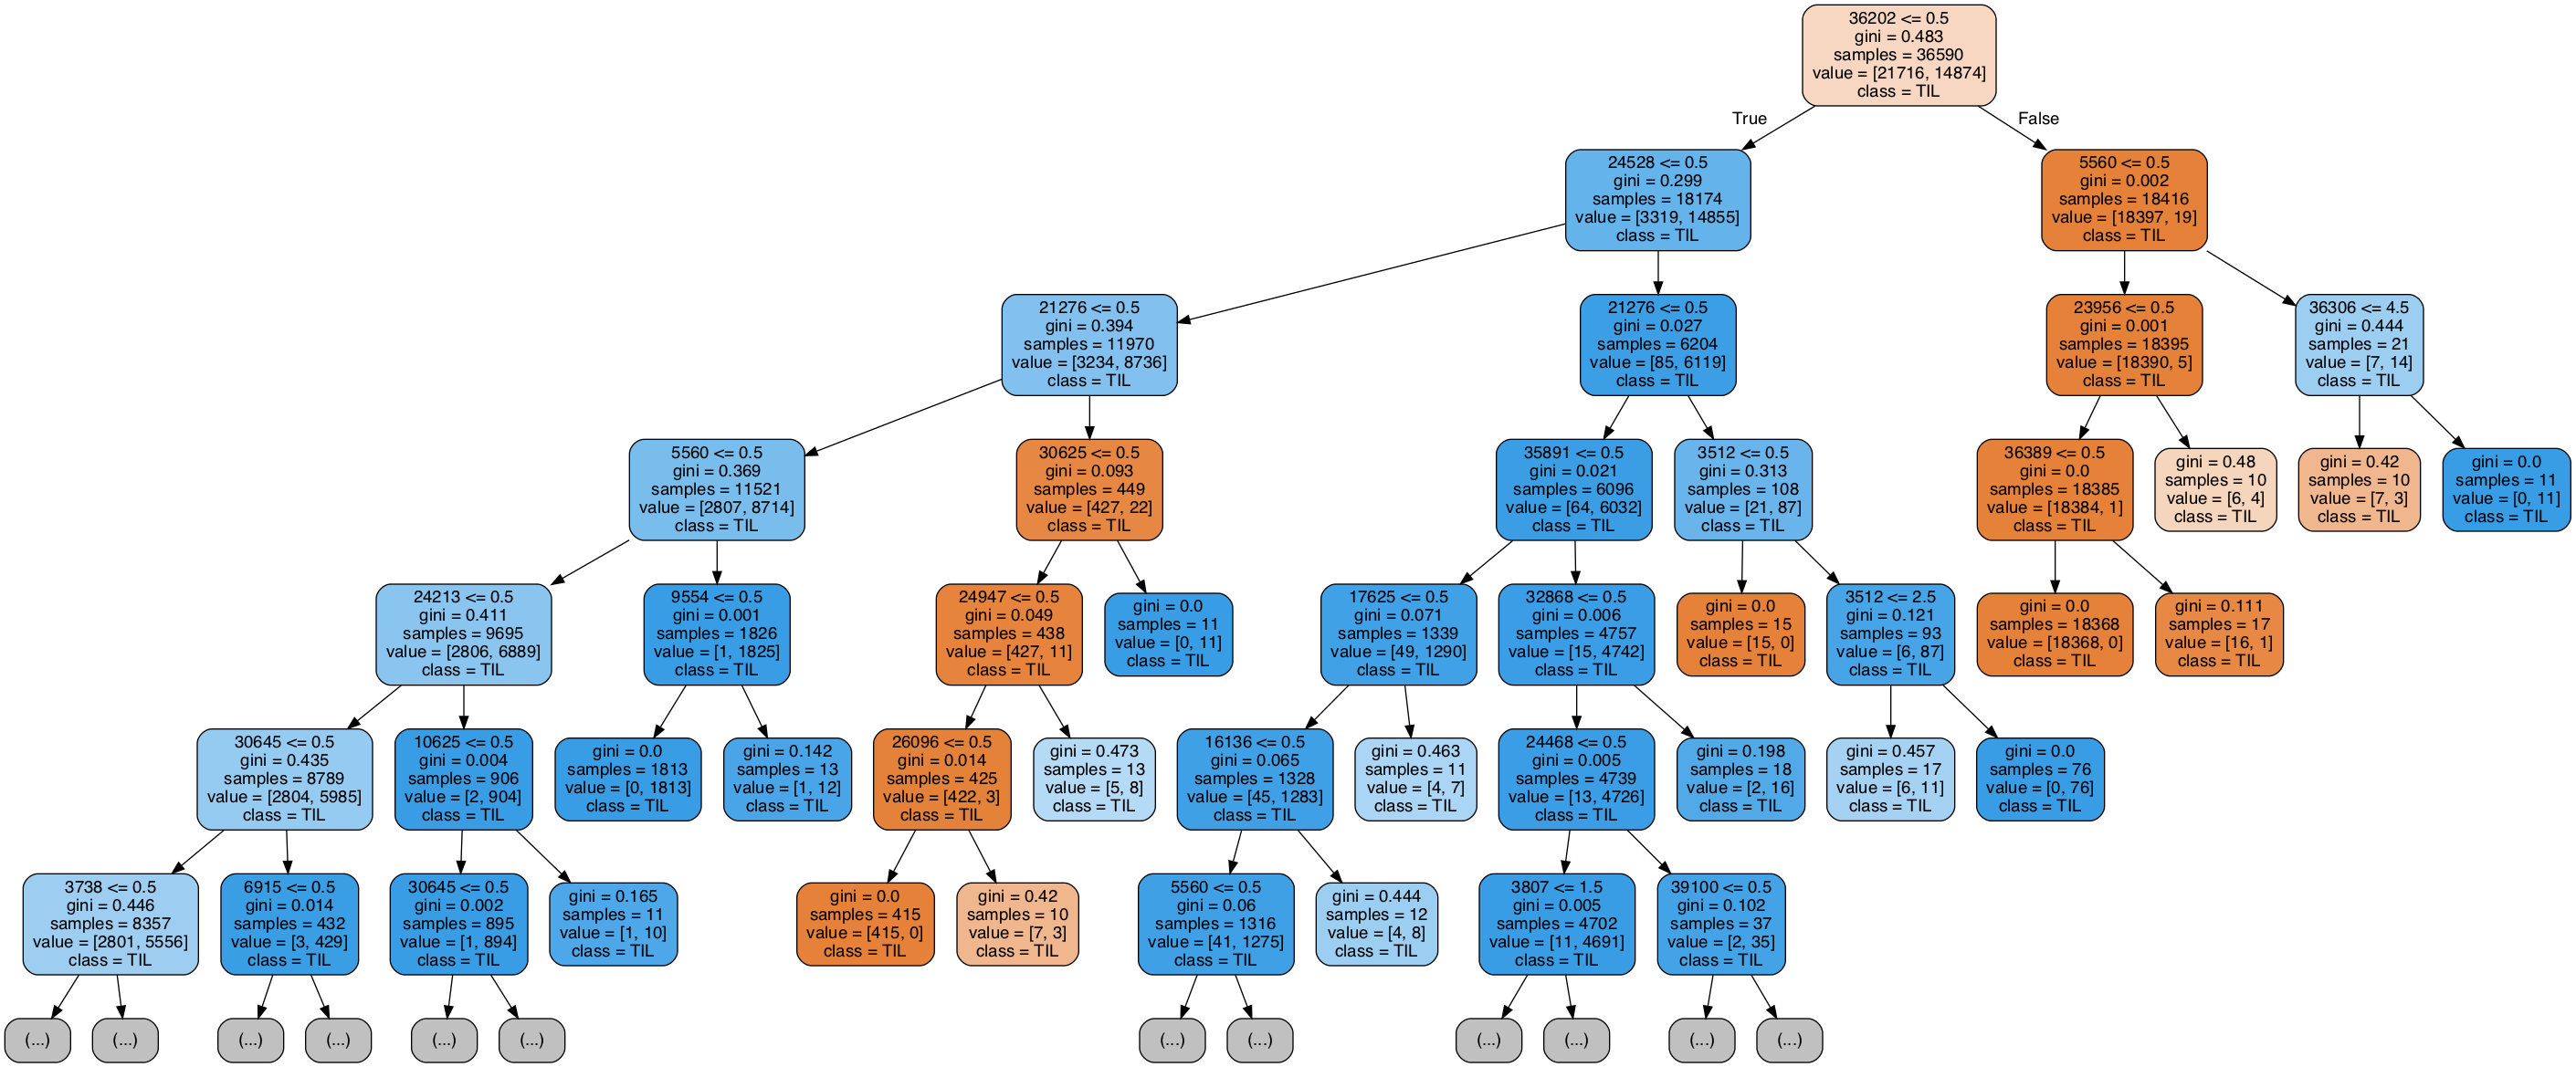 36202 <= 0.5
gini = 0.483
samples = 36590
value = [21716, 14874]
class = TIL
True
False
24528 <= 0.5
gini = 0.299
samples = 18174
value = [3319, 14855]
class = TIL
5560 <= 0.5
gini = 0.002
samples = 18416
value = [18397, 19]
class = TIL
21276 <= 0.5
gini = 0.394
samples = 11970
value = [3234, 8736]
class = TIL
21276 <= 0.5
gini = 0.027
samples = 6204
value = [85, 6119]
class = TIL
23956 <= 0.5
gini = 0.001
samples = 18395
value = [18390, 5]
class = TIL
36306 <= 4.5
gini = 0.444
samples = 21
value = [7, 14]
class = TIL
5560 <= 0.5
gini = 0.369
samples = 11521
value = [2807, 8714]
class = TIL
30625 <= 0.5
gini = 0.093
samples = 449
value = [427, 22]
class = TIL
35891 <= 0.5
gini = 0.021
samples = 6096
value = [64, 6032]
class = TIL
3512 <= 0.5
gini = 0.313
samples = 108
value = [21, 87]
class = TIL
36389 <= 0.5
gini = 0.0
samples = 18385
value = [18384, 1]
class = TIL
gini = 0.48
samples = 10
value = [6, 4]
class = TIL
gini = 0.42
samples = 10
value = [7, 3]
class = TIL
gini = 0.0
samples = 11
value = [0, 11]
class = TIL
24213 <= 0.5
gini = 0.411
samples = 9695
value = [2806, 6889]
class = TIL
9554 <= 0.5
gini = 0.001
samples = 1826
value = [1, 1825]
class = TIL
24947 <= 0.5
gini = 0.049
samples = 438
value = [427, 11]
class = TIL
gini = 0.0
samples = 11
value = [0, 11]
class = TIL
17625 <= 0.5
gini = 0.071
samples = 1339
value = [49, 1290]
class = TIL
32868 <= 0.5
gini = 0.006
samples = 4757
value = [15, 4742]
class = TIL
gini = 0.0
samples = 15
value = [15, 0]
class = TIL
3512 <= 2.5
gini = 0.121
samples = 93
value = [6, 87]
class = TIL
gini = 0.0
samples = 18368
value = [18368, 0]
class = TIL
gini = 0.111
samples = 17
value = [16, 1]
class = TIL
30645 <= 0.5
gini = 0.435
samples = 8789
value = [2804, 5985]
class = TIL
10625 <= 0.5
gini = 0.004
samples = 906
value = [2, 904]
class = TIL
gini = 0.0
samples = 1813
value = [0, 1813]
class = TIL
gini = 0.142
samples = 13
value = [1, 12]
class = TIL
26096 <= 0.5
gini = 0.014
samples = 425
value = [422, 3]
class = TIL
gini = 0.473
samples = 13
value = [5, 8]
class = TIL
16136 <= 0.5
gini = 0.065
samples = 1328
value = [45, 1283]
class = TIL
gini = 0.463
samples = 11
value = [4, 7]
class = TIL
24468 <= 0.5
gini = 0.005
samples = 4739
value = [13, 4726]
class = TIL
gini = 0.198
samples = 18
value = [2, 16]
class = TIL
gini = 0.457
samples = 17
value = [6, 11]
class = TIL
gini = 0.0
samples = 76
value = [0, 76]
class = TIL
3738 <= 0.5
gini = 0.446
samples = 8357
value = [2801, 5556]
class = TIL
6915 <= 0.5
gini = 0.014
samples = 432
value = [3, 429]
class = TIL
30645 <= 0.5
gini = 0.002
samples = 895
value = [1, 894]
class = TIL
gini = 0.165
samples = 11
value = [1, 10]
class = TIL
gini = 0.0
samples = 415
value = [415, 0]
class = TIL
gini = 0.42
samples = 10
value = [7, 3]
class = TIL
5560 <= 0.5
gini = 0.06
samples = 1316
value = [41, 1275]
class = TIL
gini = 0.444
samples = 12
value = [4, 8]
class = TIL
3807 <= 1.5
gini = 0.005
samples = 4702
value = [11, 4691]
class = TIL
39100 <= 0.5
gini = 0.102
samples = 37
value = [2, 35]
class = TIL
(...)
(...)
(...)
(...)
(...)
(...)
(...)
(...)
(...)
(...)
(...)
(...)